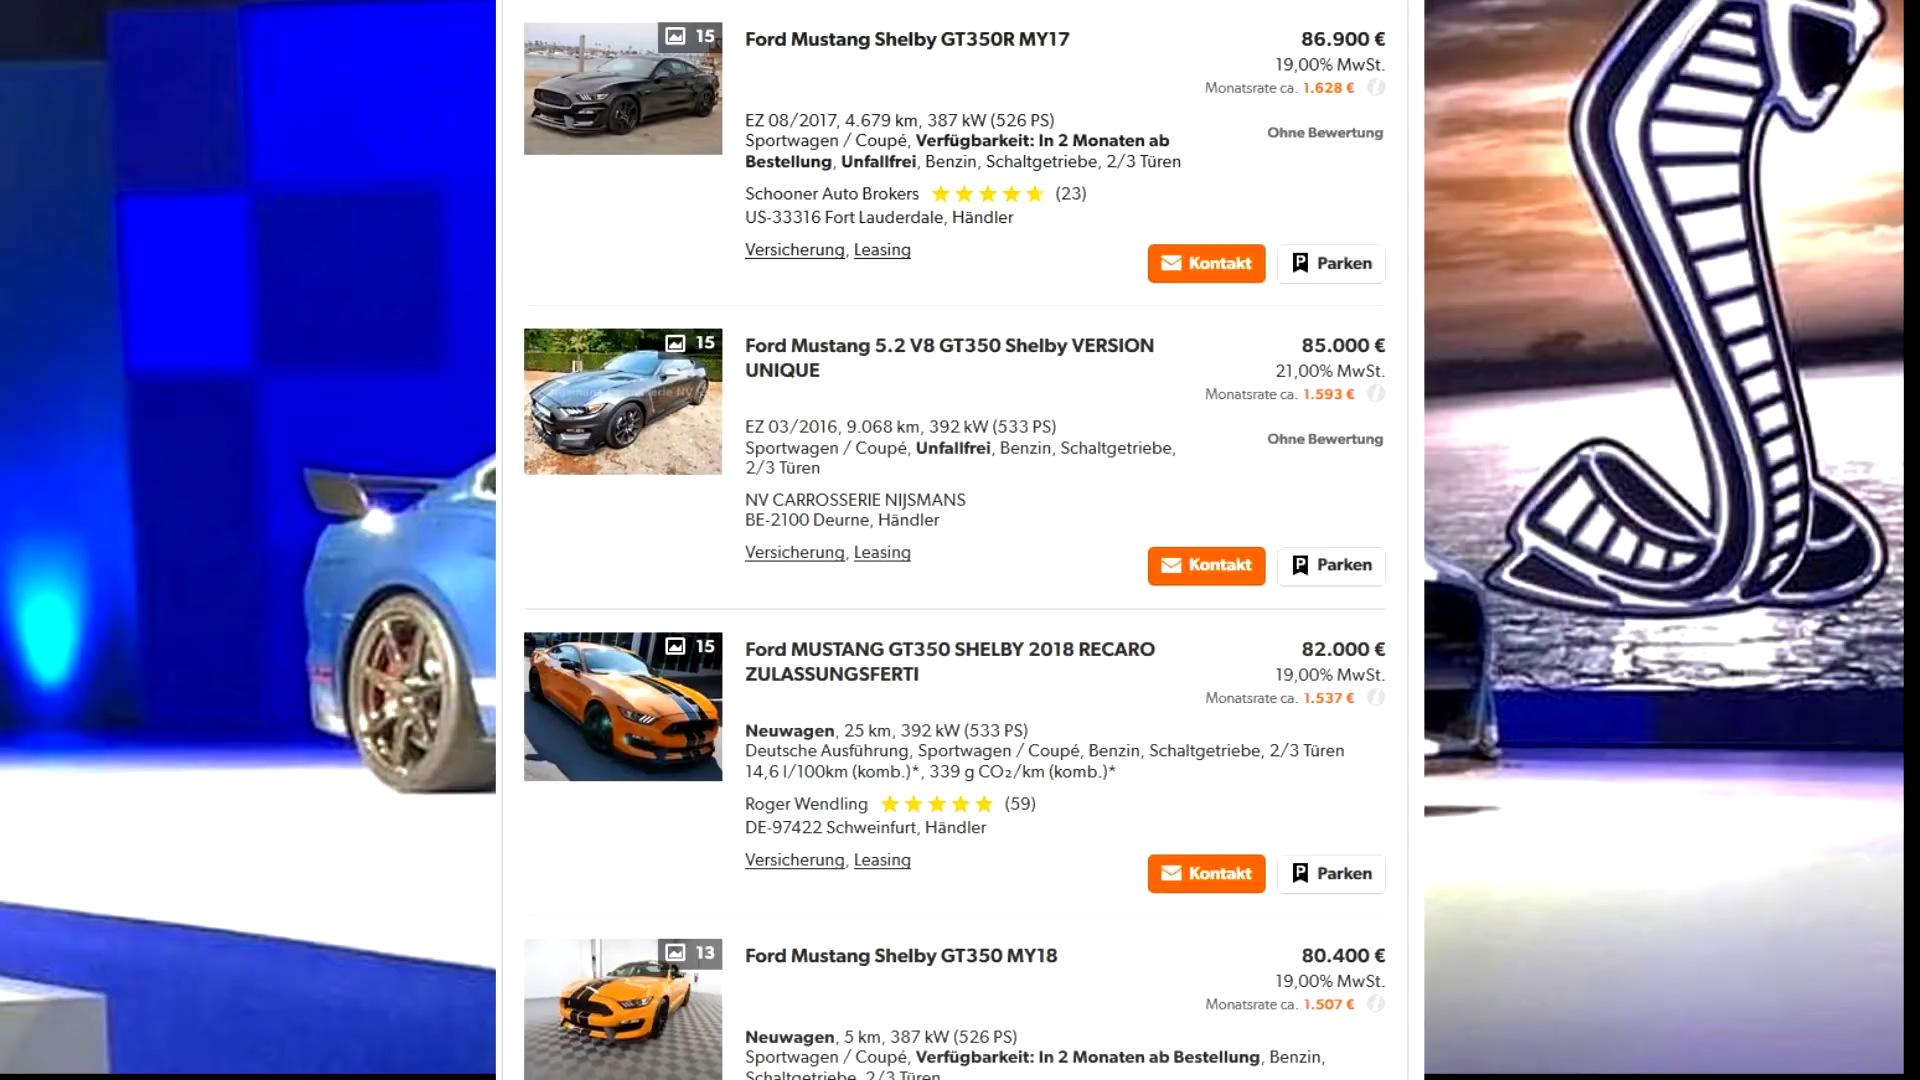 15
Ford Mustang Shelby GT350R MY17
86.900 €
19,00% MwSt.
Monatsrate ca. 1.628 €
EZ 08/2017, 4.679 km, 387 kW (526 PS)
Sportwagen / Coupé, Verfügbarkeit: In 2 Monaten ab
Bestellung, Unfallfrei, Benzin, Schaltgetriebe, 2/3 Türen
Ohne Bewertung
Schooner Auto Brokers (23)
US-33316 Fort Lauderdale, Händler
Versicherung, Leasing
Kontakt
Parken
15
Ford Mustang 5.2 V8 GT350 Shelby VERSION
UNIQUE
85.000 €
21,00% MwSt.
Monatsrate ca. 1.593 €
EZ 03/2016, 9.068 km, 392 kW (533 PS)
Sportwagen / Coupé, Unfallfrei, Benzin, Schaltgetriebe,
2/3 Türen
Ohne Bewertung
NV CARROSSERIE NIJSMANS
BE-2100 Deurne, Händler
Versicherung, Leasing
Kontakt
Parken
15
Ford MUSTANG GT350 SHELBY 2018 RECARO
ZULASSUNGSFERTI
82.000 €
19,00% MwSt.
Monatsrate ca. 1.537 €
Neuwagen, 25 km, 392 kW (533 PS)
Deutsche Ausführung, Sportwagen / Coupé, Benzin, Schaltgetriebe, 2/3 Türen
14,6 l/100km (komb.)*, 339 g CO₂/km (komb.)*
Roger Wendling (59)
DE-97422 Schweinfurt, Händler
Versicherung, Leasing
Kontakt
Parken
13
Ford Mustang Shelby GT350 MY18
80.400 €
19,00% MwSt.
Monatsrate ca. 1.507 €
Neuwagen, 5 km, 387 kW (526 PS)
Sportwagen / Coupé, Verfügbarkeit: In 2 Monaten ab Bestellung, Benzin,
Schaltgetriebe, 2/3 Türen